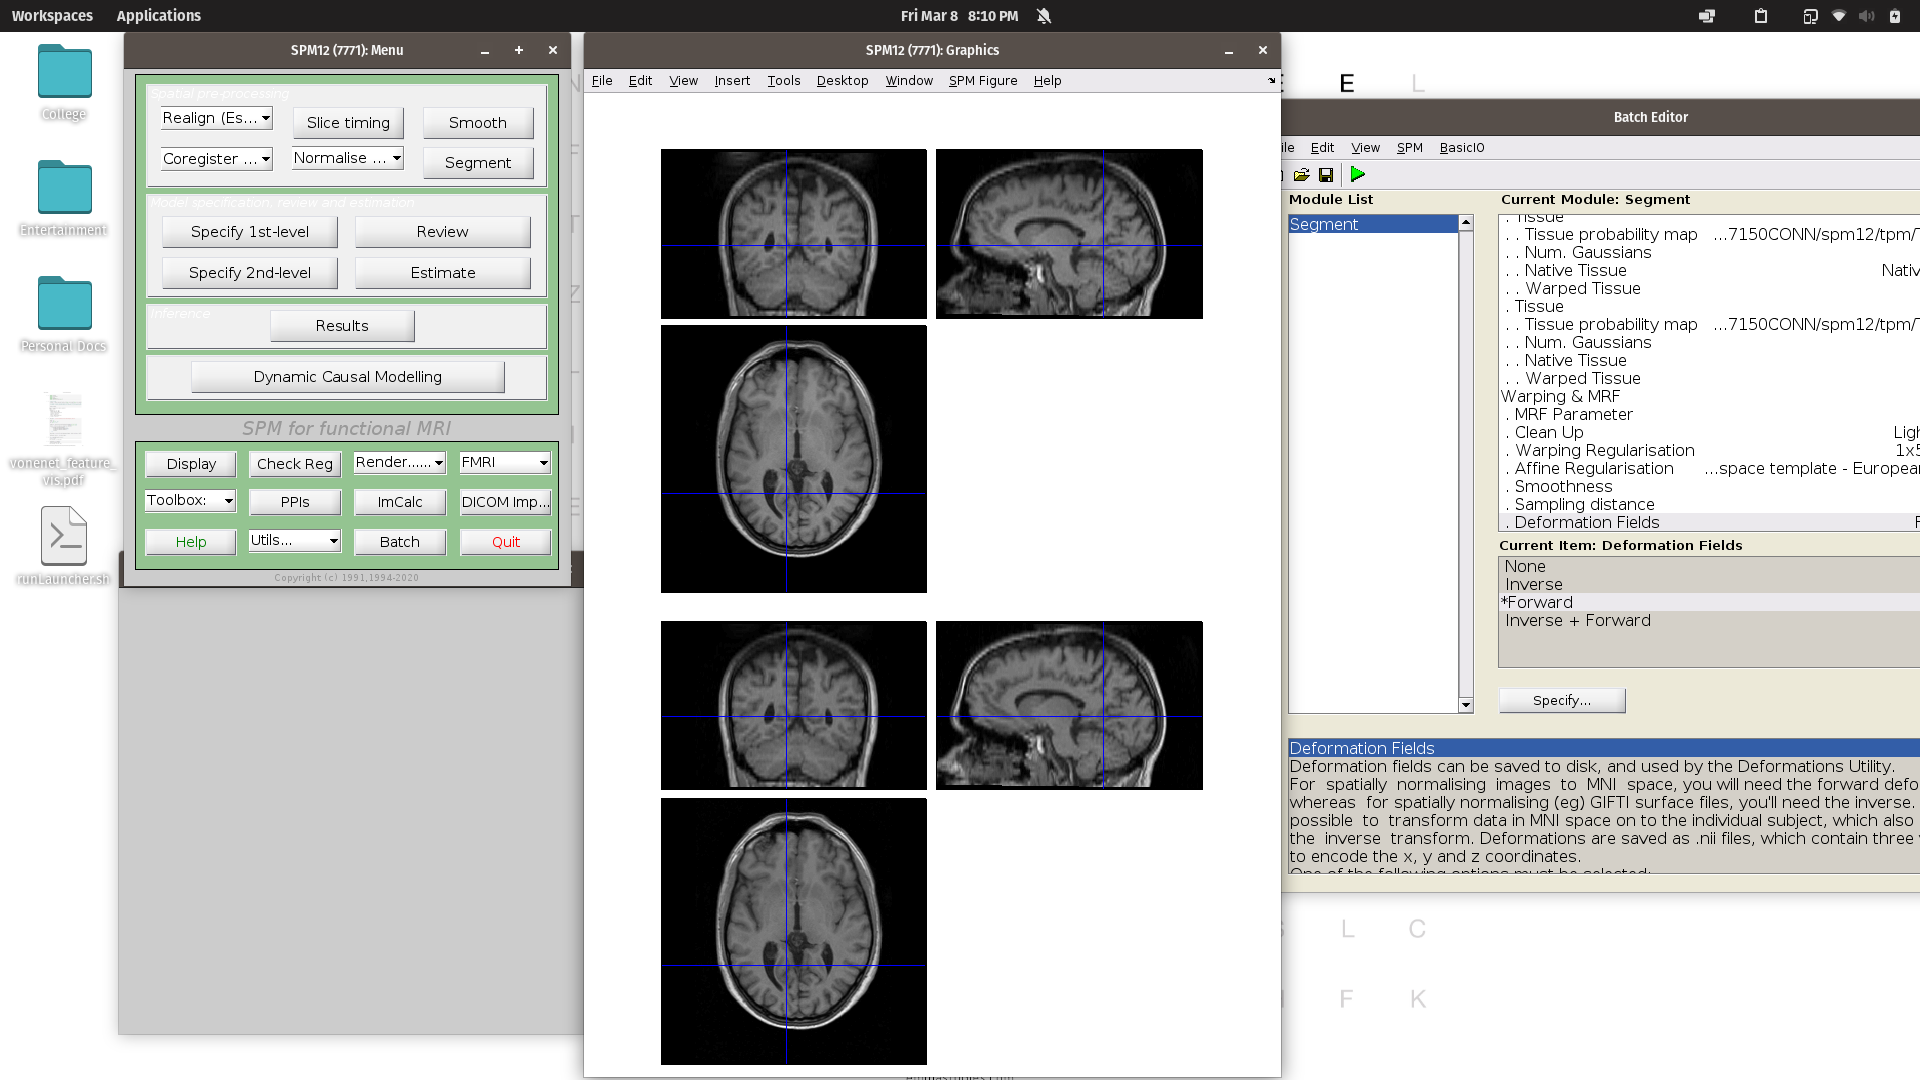 Workspaces Applications Fri Mar 8 8:10 PM
College
Entertainment
Personal Docs
vonenet_feature_
vis.pdf
runLauncher.sh
SPM12 (7771): Menu
Spatial pre-processing
Realign (Es... Slice timing Smooth
Coregister ... Normalise ... Segment
Model specification, review and estimation
Specify 1st-level Review
Specify 2nd-level Estimate
Inference
Results
Dynamic Causal Modelling
SPM for functional MRI
Display Check Reg Render...... FMRI
Toolbox: PPIs ImCalc DICOM Imp...
Help Utils... Batch Quit
Copyright (c) 1991,1994-2020
SPM12 (7771): Graphics
File Edit View Insert Tools Desktop Window SPM Figure Help
E L
Batch Editor
ile Edit View SPM BasicIO
Module List
Segment
Current Module: Segment
. Tissue
. . Tissue probability map ...7150CONN/spm12/tpm/T
. . Num. Gaussians
. . Native Tissue Nativ
. . Warped Tissue
. Tissue
. . Tissue probability map ...7150CONN/spm12/tpm/T
. . Num. Gaussians
. . Native Tissue
. . Warped Tissue
Warping & MRF
. MRF Parameter
. Clean Up Ligh
. Warping Regularisation 1x5
. Affine Regularisation ...space template - European
. Smoothness
. Sampling distance
. Deformation Fields F
Current Item: Deformation Fields
None
Inverse
*Forward
Inverse + Forward
Specify...
Deformation Fields
Deformation fields can be saved to disk, and used by the Deformations Utility.
For spatially normalising images to MNI space, you will need the forward defo
whereas for spatially normalising (eg) GIFTI surface files, you'll need the inverse.
possible to transform data in MNI space on to the individual subject, which also
the inverse transform. Deformations are saved as .nii files, which contain three
to encode the x, y and z coordinates.
One of the following options must be selected:
L C
F K